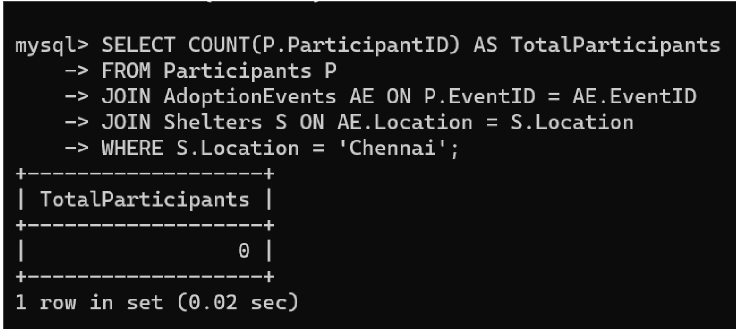 mysql> SELECT COUNT(P.ParticipantID) AS TotalParticipants
    -> FROM Participants P
    -> JOIN AdoptionEvents AE ON P.EventID = AE.EventID
    -> JOIN Shelters S ON AE.Location = S.Location
    -> WHERE S.Location = 'Chennai';
+-------------------+
| TotalParticipants |
+-------------------+
|                 0 |
+-------------------+
1 row in set (0.02 sec)